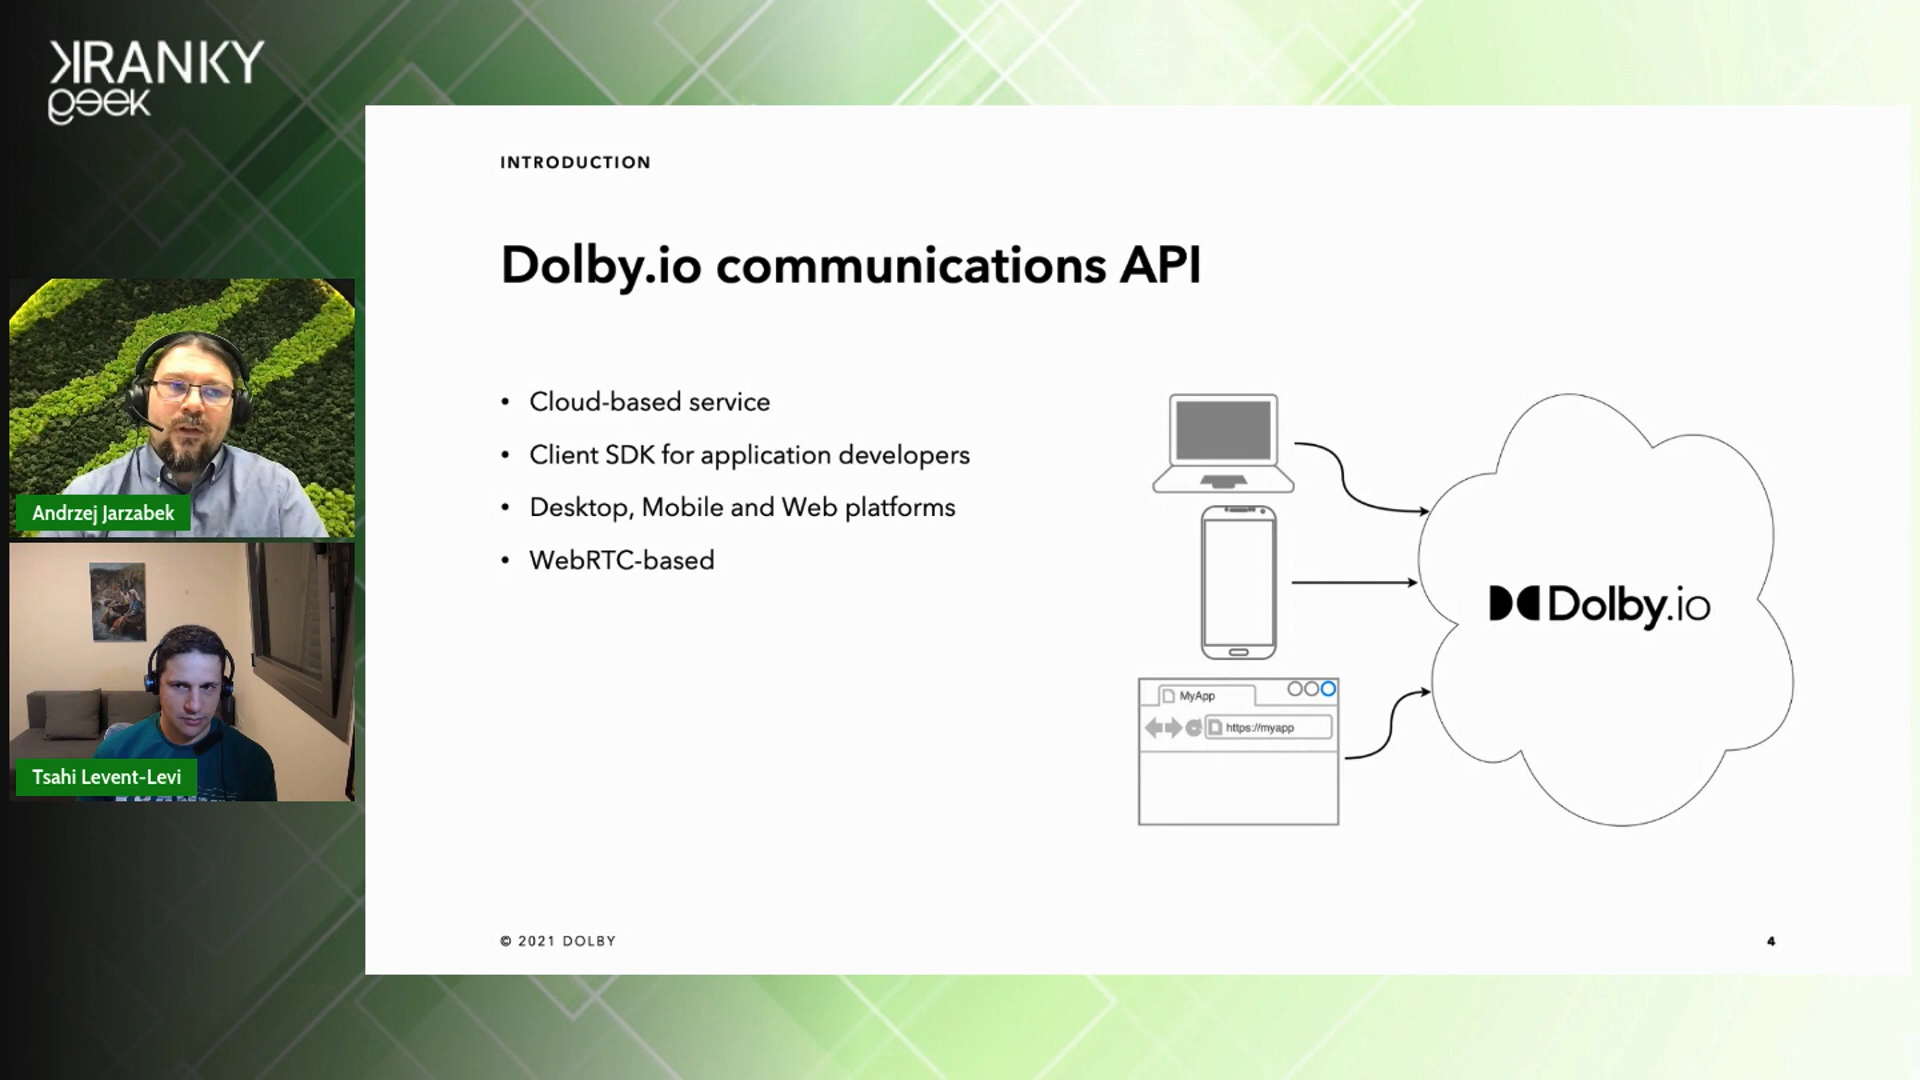 KRANKY
geek
INTRODUCTION
Dolby.io communications API
• Cloud-based service
• Client SDK for application developers
• Desktop, Mobile and Web platforms
• WebRTC-based
MyApp
https://myapp
Dolby.io
© 2021 DOLBY
4
Andrzej Jarzabek
Tsahi Levent-Levi